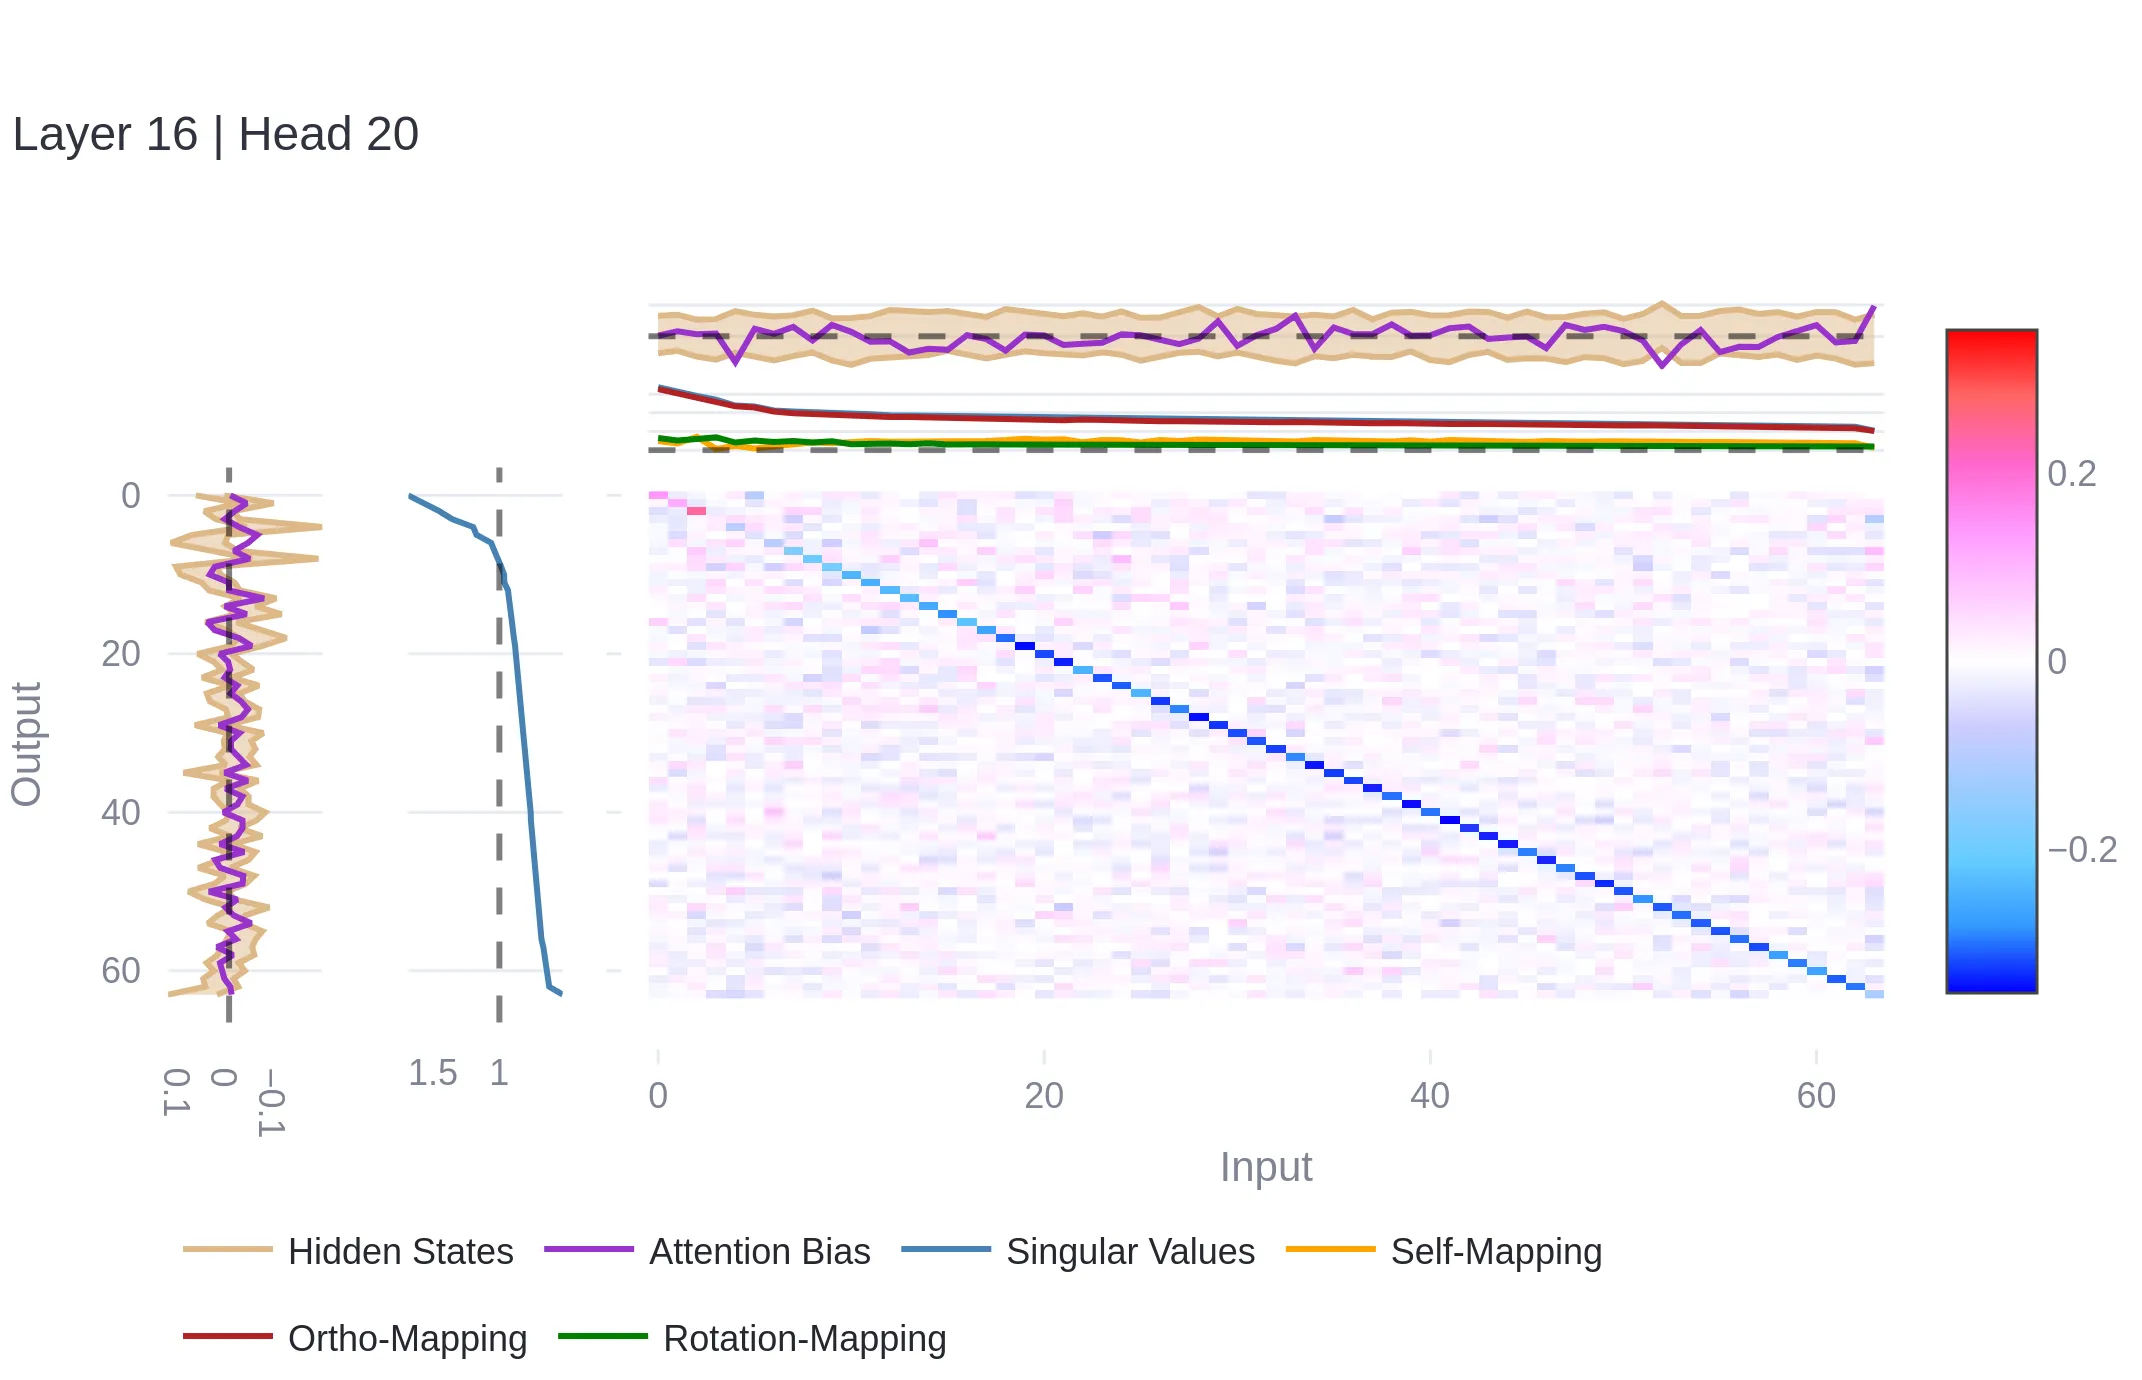 Layer 16 | Head 20
0
20
40
60
Output
0.1
0
−0.1
1.5
1
0
20
40
60
Input
0.2
0
−0.2
Hidden States
Attention Bias
Singular Values
Self-Mapping
Ortho-Mapping
Rotation-Mapping